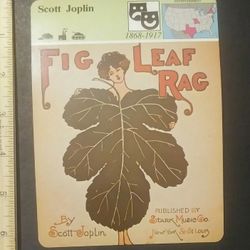 Scott Joplin
1868-1917
FIG LEAF
RAG
By
Scott Joplin
PUBLISHED BY
STARK MUSIC CO.
New York - St. Louis